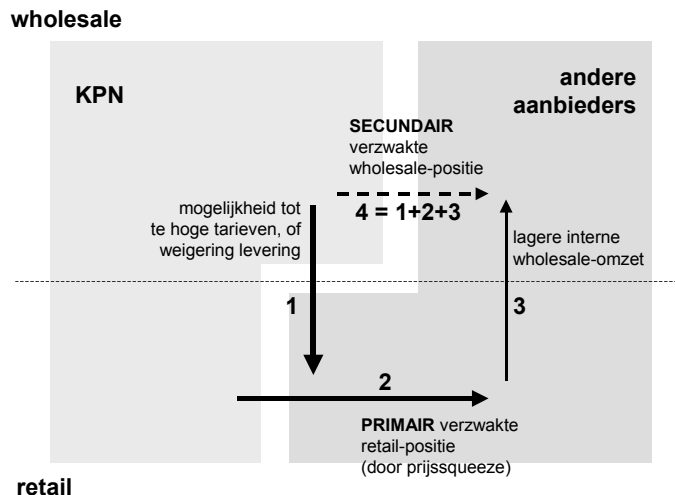 wholesale
KPN
andere
aanbieders
SECUNDAIR
verzwakte
wholesale-positie
4 = 1+2+3
mogelijkheid tot
te hoge tarieven, of
weigering levering
lagere interne
wholesale-omzet
1
3
2
PRIMAIR verzwakte
retail-positie
(door prijssqueeze)
retail